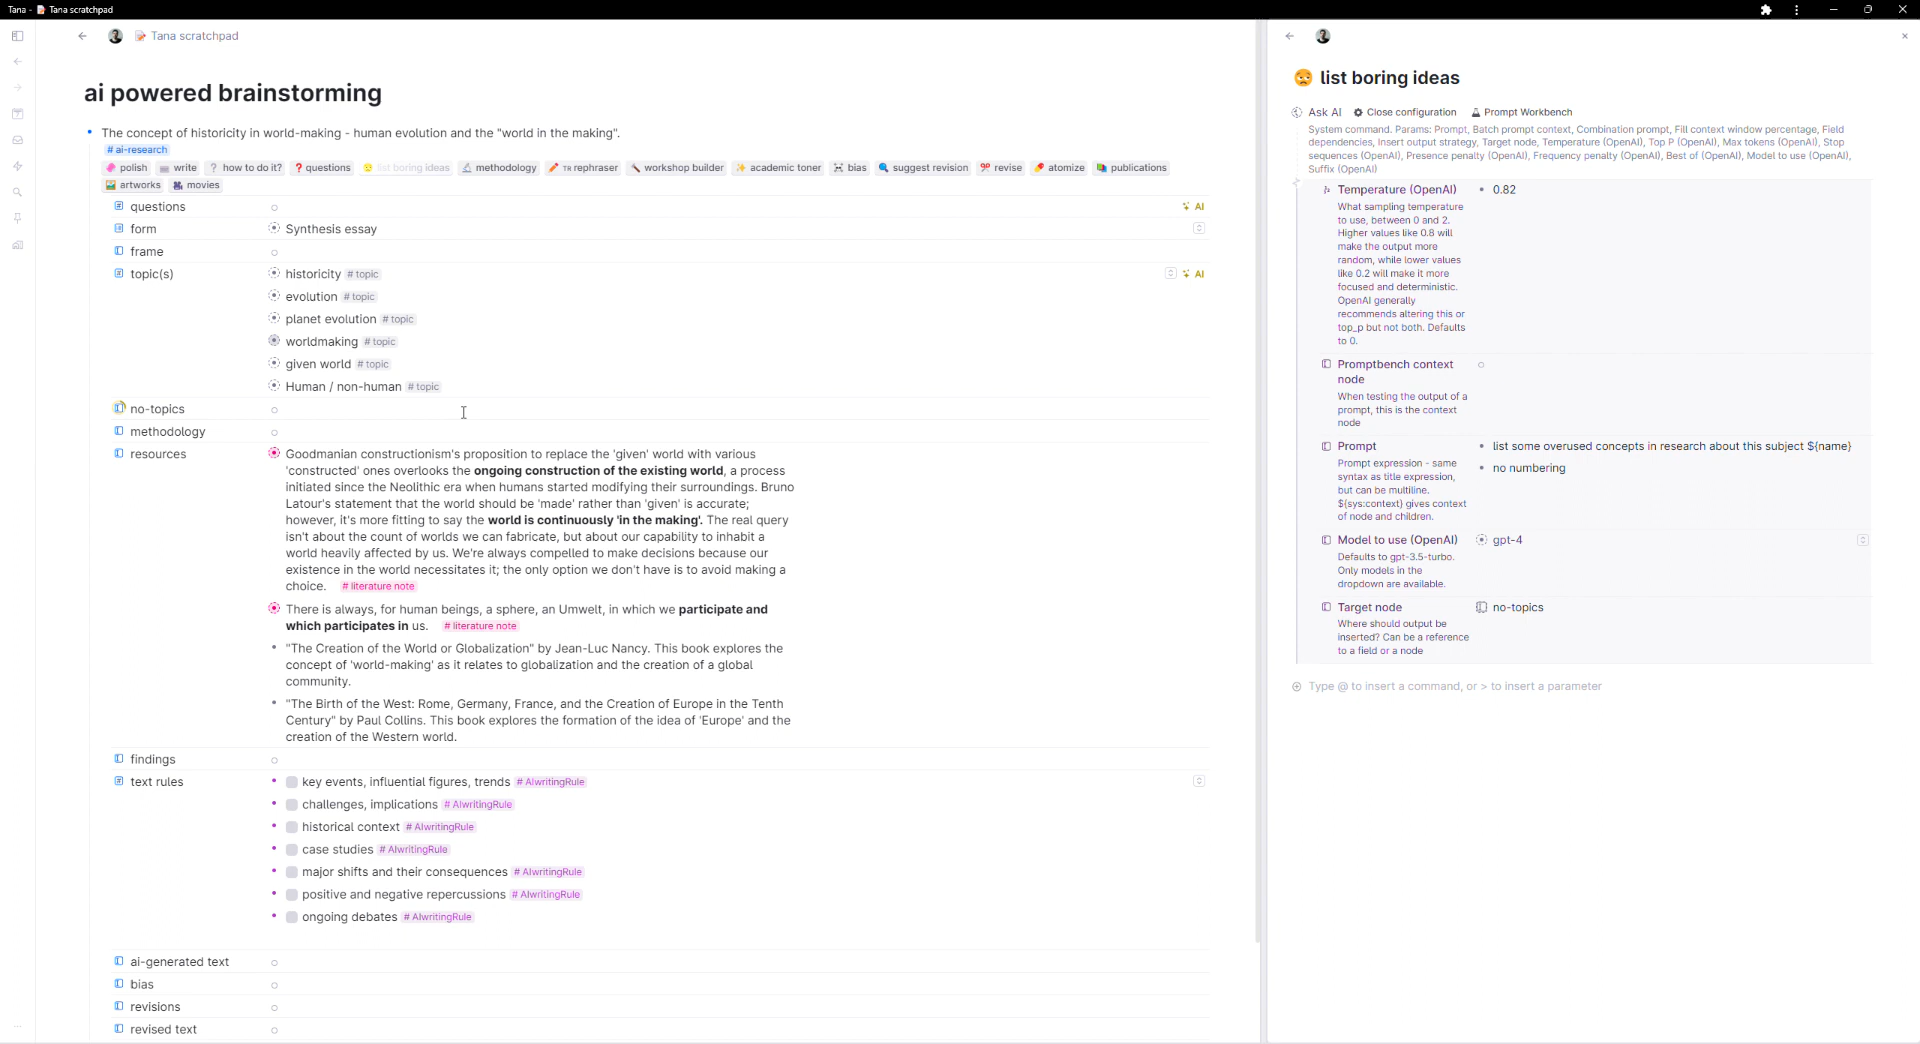 Tana - Tana scratchpad
Tana scratchpad
ai powered brainstorming
The concept of historicity in world-making - human evolution and the "world in the making".
# ai-research
polish write how to do it? questions list boring ideas methodology TR rephraser workshop builder academic toner bias suggest revision revise atomize publications
artworks movies
questions AI
form Synthesis essay
frame
topic(s) historicity # topic AI
evolution # topic
planet evolution # topic
worldmaking # topic
given world # topic
Human / non-human # topic
no-topics
methodology
resources Goodmanian constructionism's proposition to replace the 'given' world with various
'constructed' ones overlooks the ongoing construction of the existing world, a process
initiated since the Neolithic era when humans started modifying their surroundings. Bruno
Latour's statement that the world should be 'made' rather than 'given' is accurate;
however, it's more fitting to say the world is continuously 'in the making'. The real query
isn't about the count of worlds we can fabricate, but about our capability to inhabit a
world heavily affected by us. We're always compelled to make decisions because our
existence in the world necessitates it; the only option we don't have is to avoid making a
choice. # literature note
There is always, for human beings, a sphere, an Umwelt, in which we participate and
which participates in us. # literature note
"The Creation of the World or Globalization" by Jean-Luc Nancy. This book explores the
concept of 'world-making' as it relates to globalization and the creation of a global
community.
"The Birth of the West: Rome, Germany, France, and the Creation of Europe in the Tenth
Century" by Paul Collins. This book explores the formation of the idea of 'Europe' and the
creation of the Western world.
findings
text rules key events, influential figures, trends # AIwritingRule
challenges, implications # AIwritingRule
historical context # AIwritingRule
case studies # AIwritingRule
major shifts and their consequences # AIwritingRule
positive and negative repercussions # AIwritingRule
ongoing debates # AIwritingRule
ai-generated text
bias
revisions
revised text
list boring ideas
Ask AI Close configuration Prompt Workbench
System command. Params: Prompt, Batch prompt context, Combination prompt, Fill context window percentage, Field
dependencies, Insert output strategy, Target node, Temperature (OpenAI), Top P (OpenAI), Max tokens (OpenAI), Stop
sequences (OpenAI), Presence penalty (OpenAI), Frequency penalty (OpenAI), Best of (OpenAI), Model to use (OpenAI),
Suffix (OpenAI)
Temperature (OpenAI) 0.82
What sampling temperature
to use, between 0 and 2.
Higher values like 0.8 will
make the output more
random, while lower values
like 0.2 will make it more
focused and deterministic.
OpenAI generally
recommends altering this or
top_p but not both. Defaults
to 0.
Promptbench context
node
When testing the output of a
prompt, this is the context
node
Prompt list some overused concepts in research about this subject ${name}
no numbering
Prompt expression - same
syntax as title expression,
but can be multiline.
${sys:context} gives context
of node and children.
Model to use (OpenAI) gpt-4
Defaults to gpt-3.5-turbo.
Only models in the
dropdown are available.
Target node no-topics
Where should output be
inserted? Can be a reference
to a field or a node
Type @ to insert a command, or > to insert a parameter